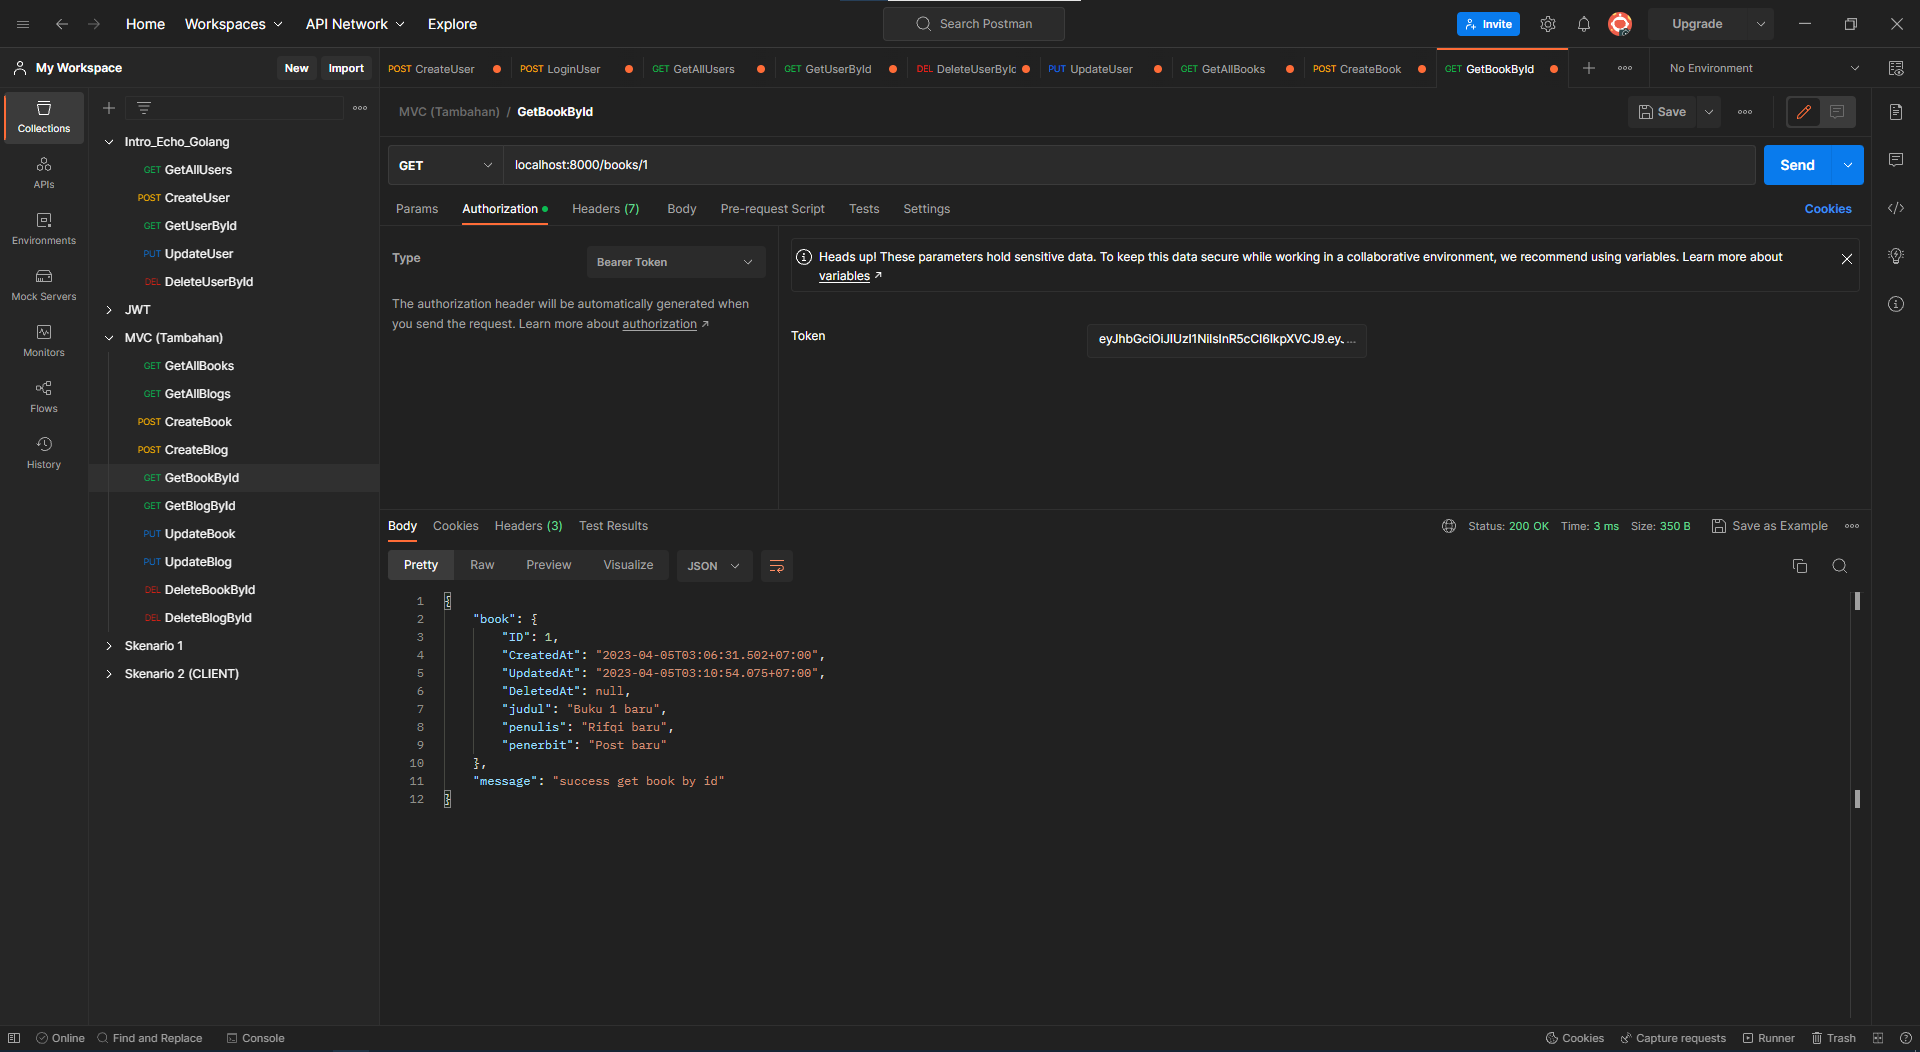 Home Workspaces API Network Explore Search Postman Invite Upgrade
My Workspace New Import
POST CreateUser POST LoginUser GET GetAllUsers GET GetUserById DEL DeleteUserByIc PUT UpdateUser GET GetAllBooks POST CreateBook GET GetBookById No Environment
Collections
APIs
Environments
Mock Servers
Monitors
Flows
History
Intro_Echo_Golang
GET GetAllUsers
POST CreateUser
GET GetUserById
PUT UpdateUser
DEL DeleteUserById
JWT
MVC (Tambahan)
GET GetAllBooks
GET GetAllBlogs
POST CreateBook
POST CreateBlog
GET GetBookById
GET GetBlogById
PUT UpdateBook
PUT UpdateBlog
DEL DeleteBookById
DEL DeleteBlogById
Skenario 1
Skenario 2 (CLIENT)
MVC (Tambahan) / GetBookById Save
GET localhost:8000/books/1 Send
Params Authorization Headers (7) Body Pre-request Script Tests Settings Cookies
Type Bearer Token
The authorization header will be automatically generated when
you send the request. Learn more about authorization ↗
Heads up! These parameters hold sensitive data. To keep this data secure while working in a collaborative environment, we recommend using variables. Learn more about
variables ↗
Token eyJhbGciOiJIUzI1NiIsInR5cCI6IkpXVCJ9.ey. ...
Body Cookies Headers (3) Test Results Status: 200 OK Time: 3 ms Size: 350 B Save as Example
Pretty Raw Preview Visualize JSON
1 {
2 "book": {
3 "ID": 1,
4 "CreatedAt": "2023-04-05T03:06:31.502+07:00",
5 "UpdatedAt": "2023-04-05T03:10:54.075+07:00",
6 "DeletedAt": null,
7 "judul": "Buku 1 baru",
8 "penulis": "Rifqi baru",
9 "penerbit": "Post baru"
10 },
11 "message": "success get book by id"
12 }
Online Find and Replace Console Cookies Capture requests Runner Trash